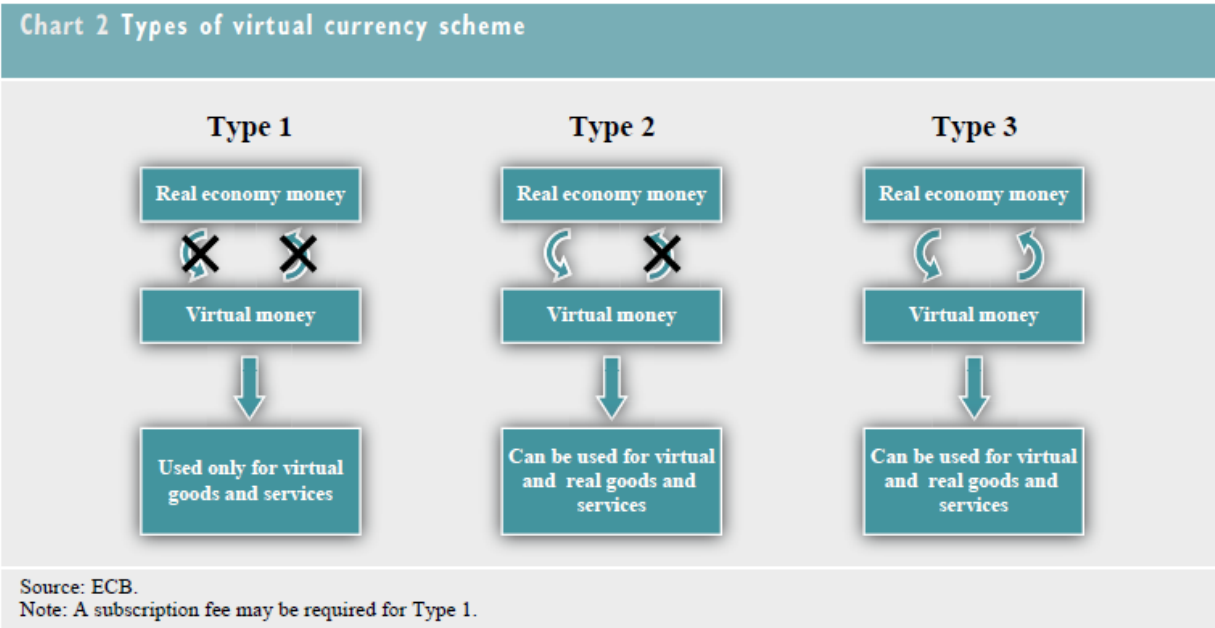 Chart 2 Types of virtual currency scheme
Type 1
Real economy money
Virtual money
Used only for virtual
goods and services
Type 2
Real economy money
Virtual money
Can be used for virtual
and real goods and
services
Type 3
Real economy money
Virtual money
Can be used for virtual
and real goods and
services
Source: ECB.
Note: A subscription fee may be required for Type 1.